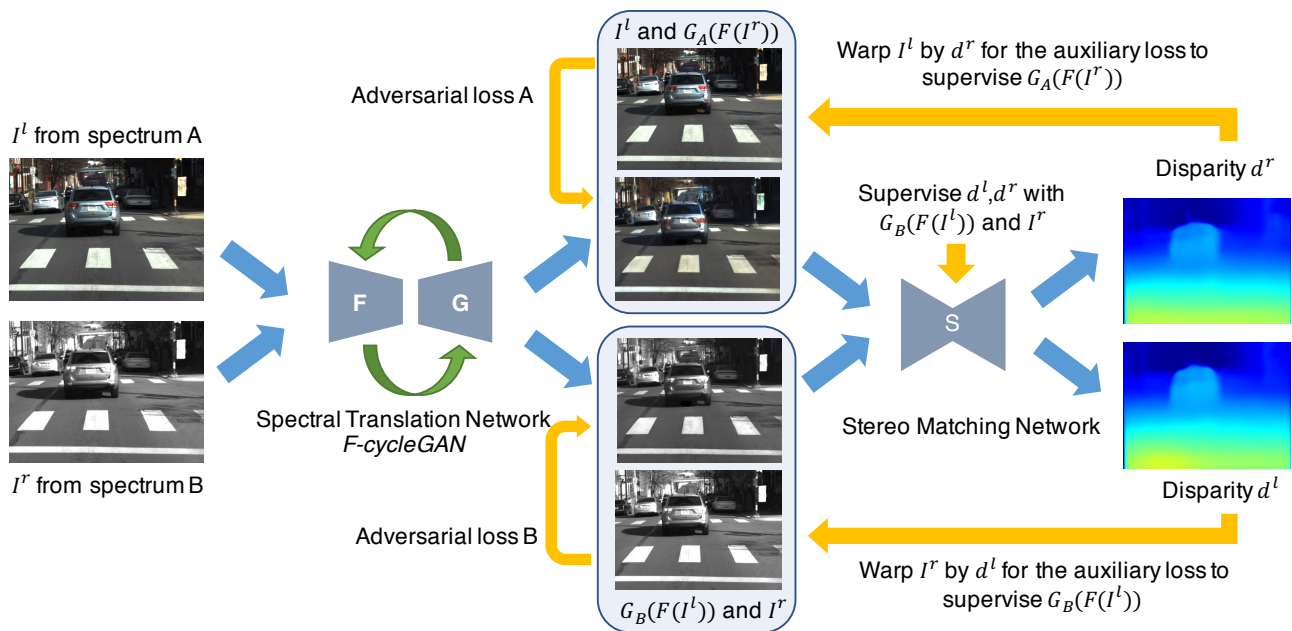 I^l and G_A(F(I^r))
Warp I^l by d^r for the auxiliary loss to
supervise G_A(F(I^r))
Adversarial loss A
I^l from spectrum A
Disparity d^r
Supervise d^l,d^r with
G_B(F(I^l)) and I^r
F
G
S
Spectral Translation Network
F-cycleGAN
Stereo Matching Network
I^r from spectrum B
Disparity d^l
Adversarial loss B
Warp I^r by d^l for the auxiliary loss to
supervise G_B(F(I^l))
G_B(F(I^l)) and I^r